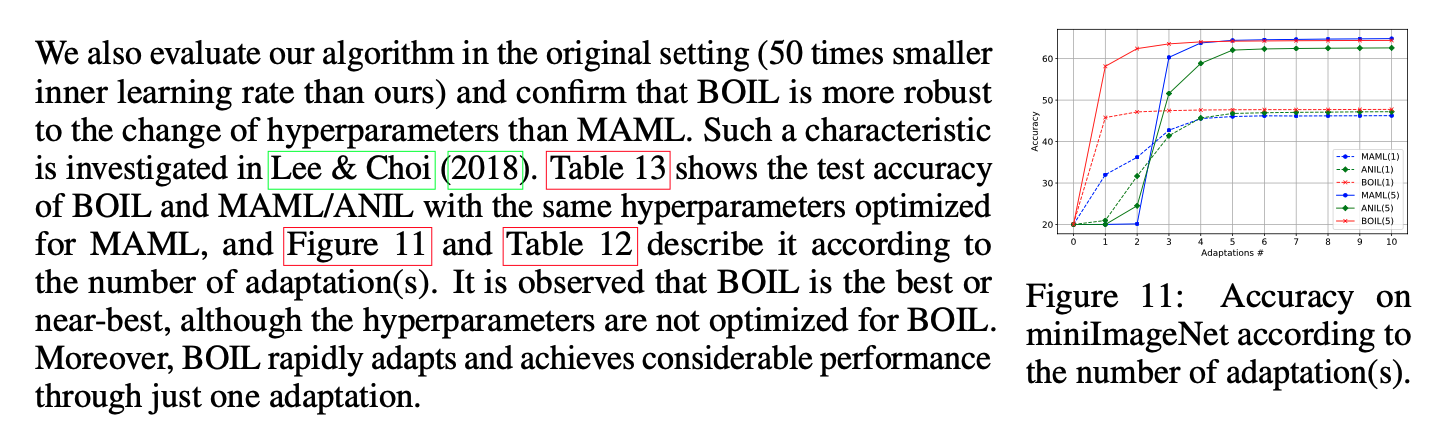 We also evaluate our algorithm in the original setting (50 times smaller
inner learning rate than ours) and confirm that BOIL is more robust
to the change of hyperparameters than MAML. Such a characteristic
is investigated in Lee & Choi (2018). Table 13 shows the test accuracy
of BOIL and MAML/ANIL with the same hyperparameters optimized
for MAML, and Figure 11 and Table 12 describe it according to
the number of adaptation(s). It is observed that BOIL is the best or
near-best, although the hyperparameters are not optimized for BOIL.
Moreover, BOIL rapidly adapts and achieves considerable performance
through just one adaptation.
Accuracy
60
50
40
30
20
MAML(1)
ANIL(1)
BOIL(1)
MAML(5)
ANIL(5)
BOIL(5)
0 1 2 3 4 5 6 7 8 9 10
Adaptations #
Figure 11: Accuracy on
miniImageNet according to
the number of adaptation(s).